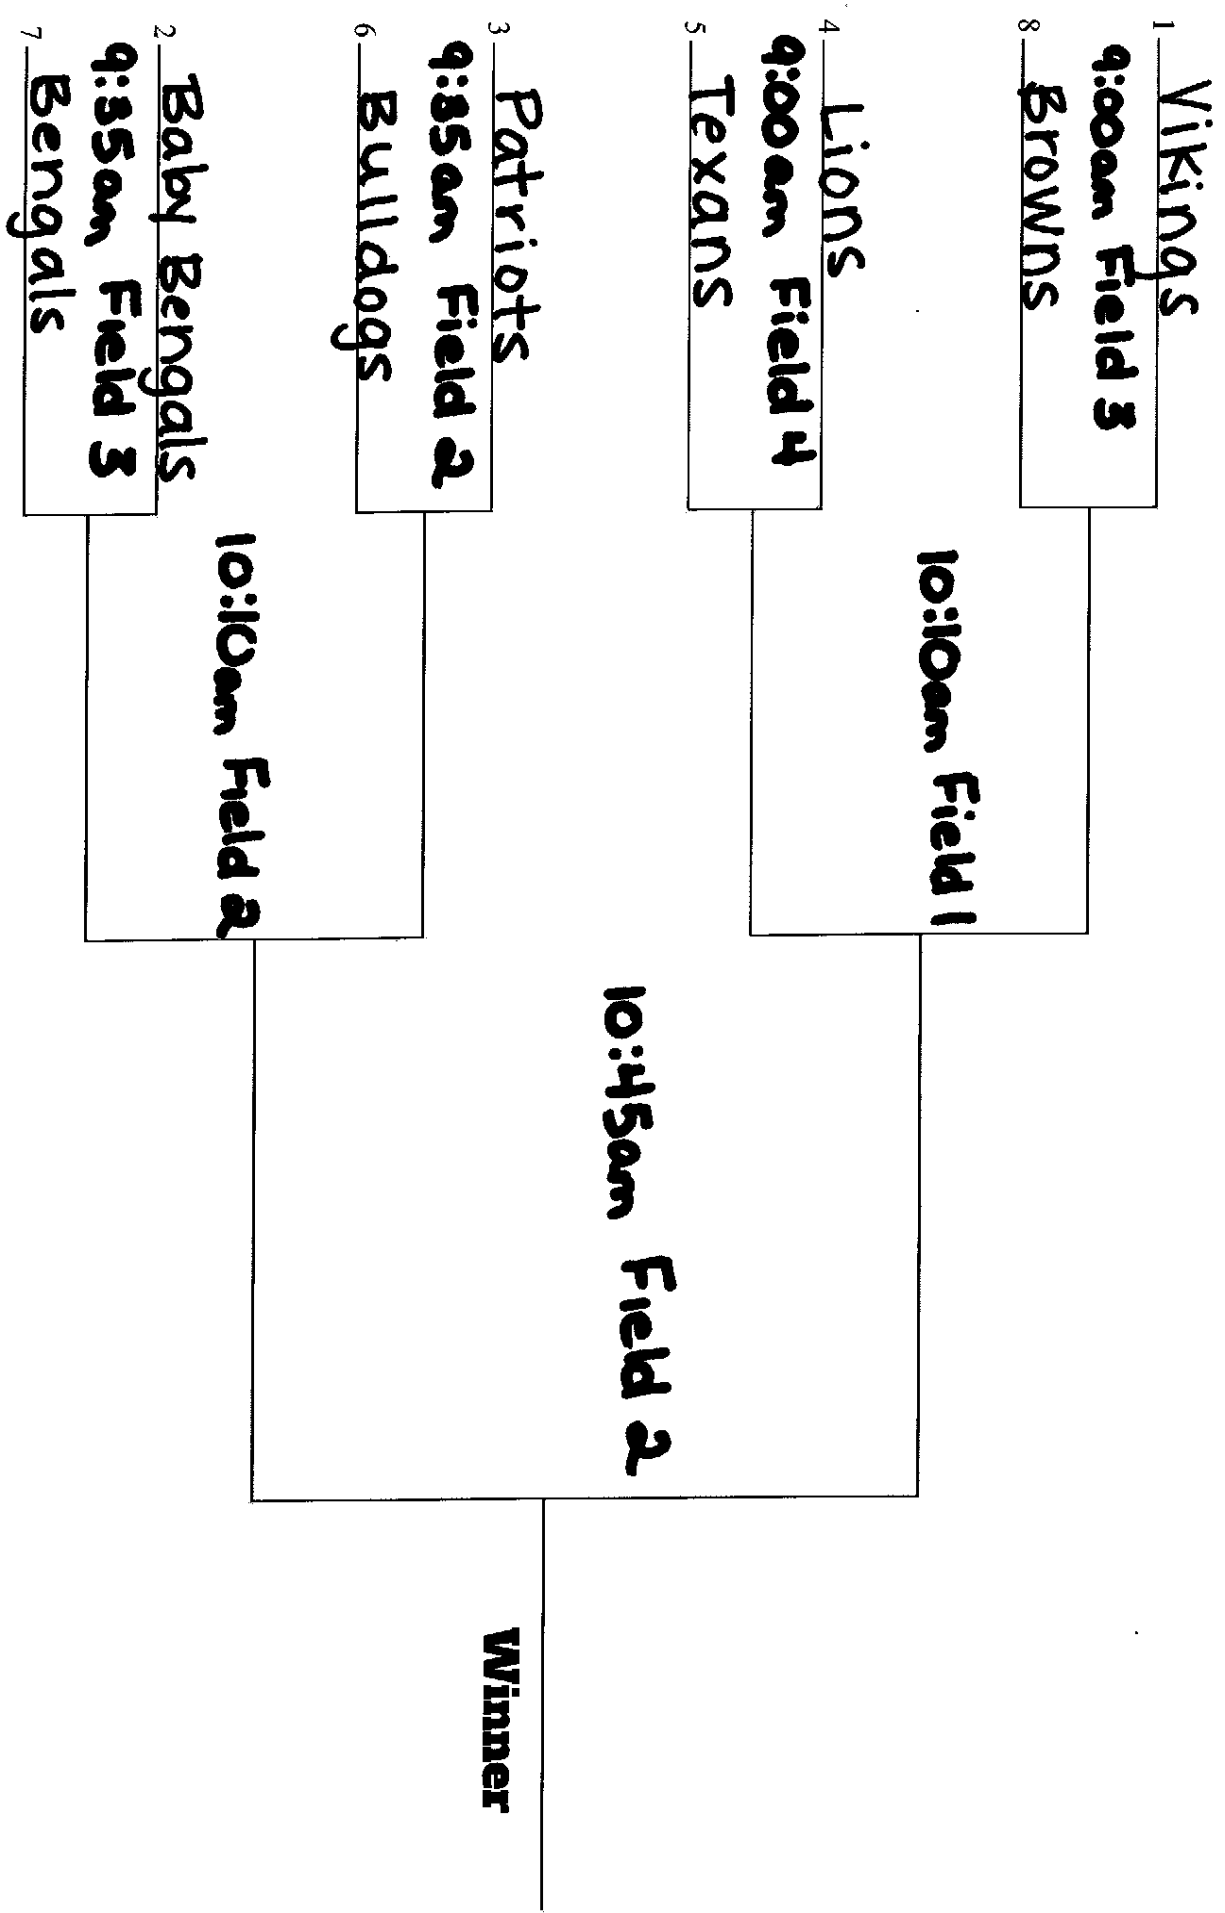 1 Vikings
9:00am Field 3
8 Browns
10:10am Field 1
4 Lions
9:00am Field 4
5 Texans
10:45am Field 2
Winner
3 Patriots
9:35am Field 2
6 Bulldogs
10:10am Field 2
2 Baby Bengals
9:35am Field 3
7 Bengals